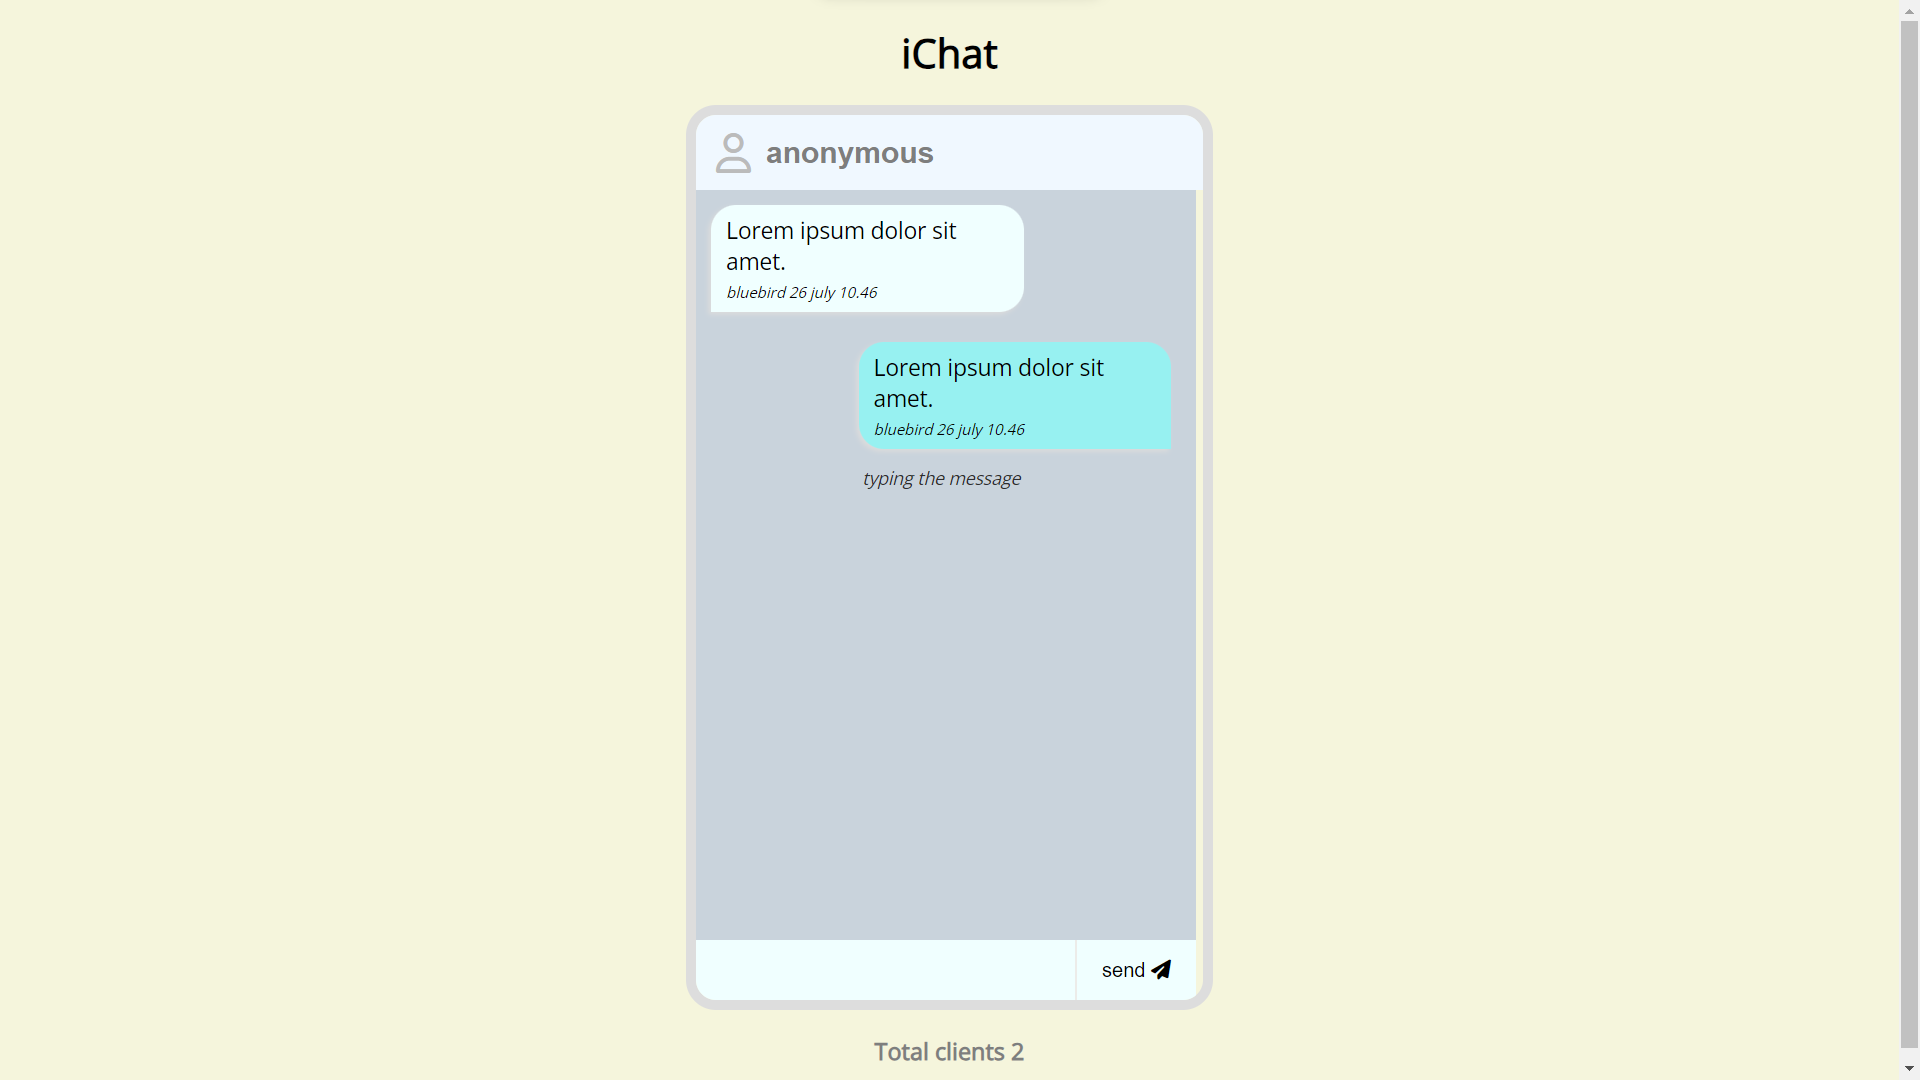 iChat
anonymous
Lorem ipsum dolor sit
amet.
bluebird 26 july 10.46
Lorem ipsum dolor sit
amet.
bluebird 26 july 10.46
typing the message
send
Total clients 2